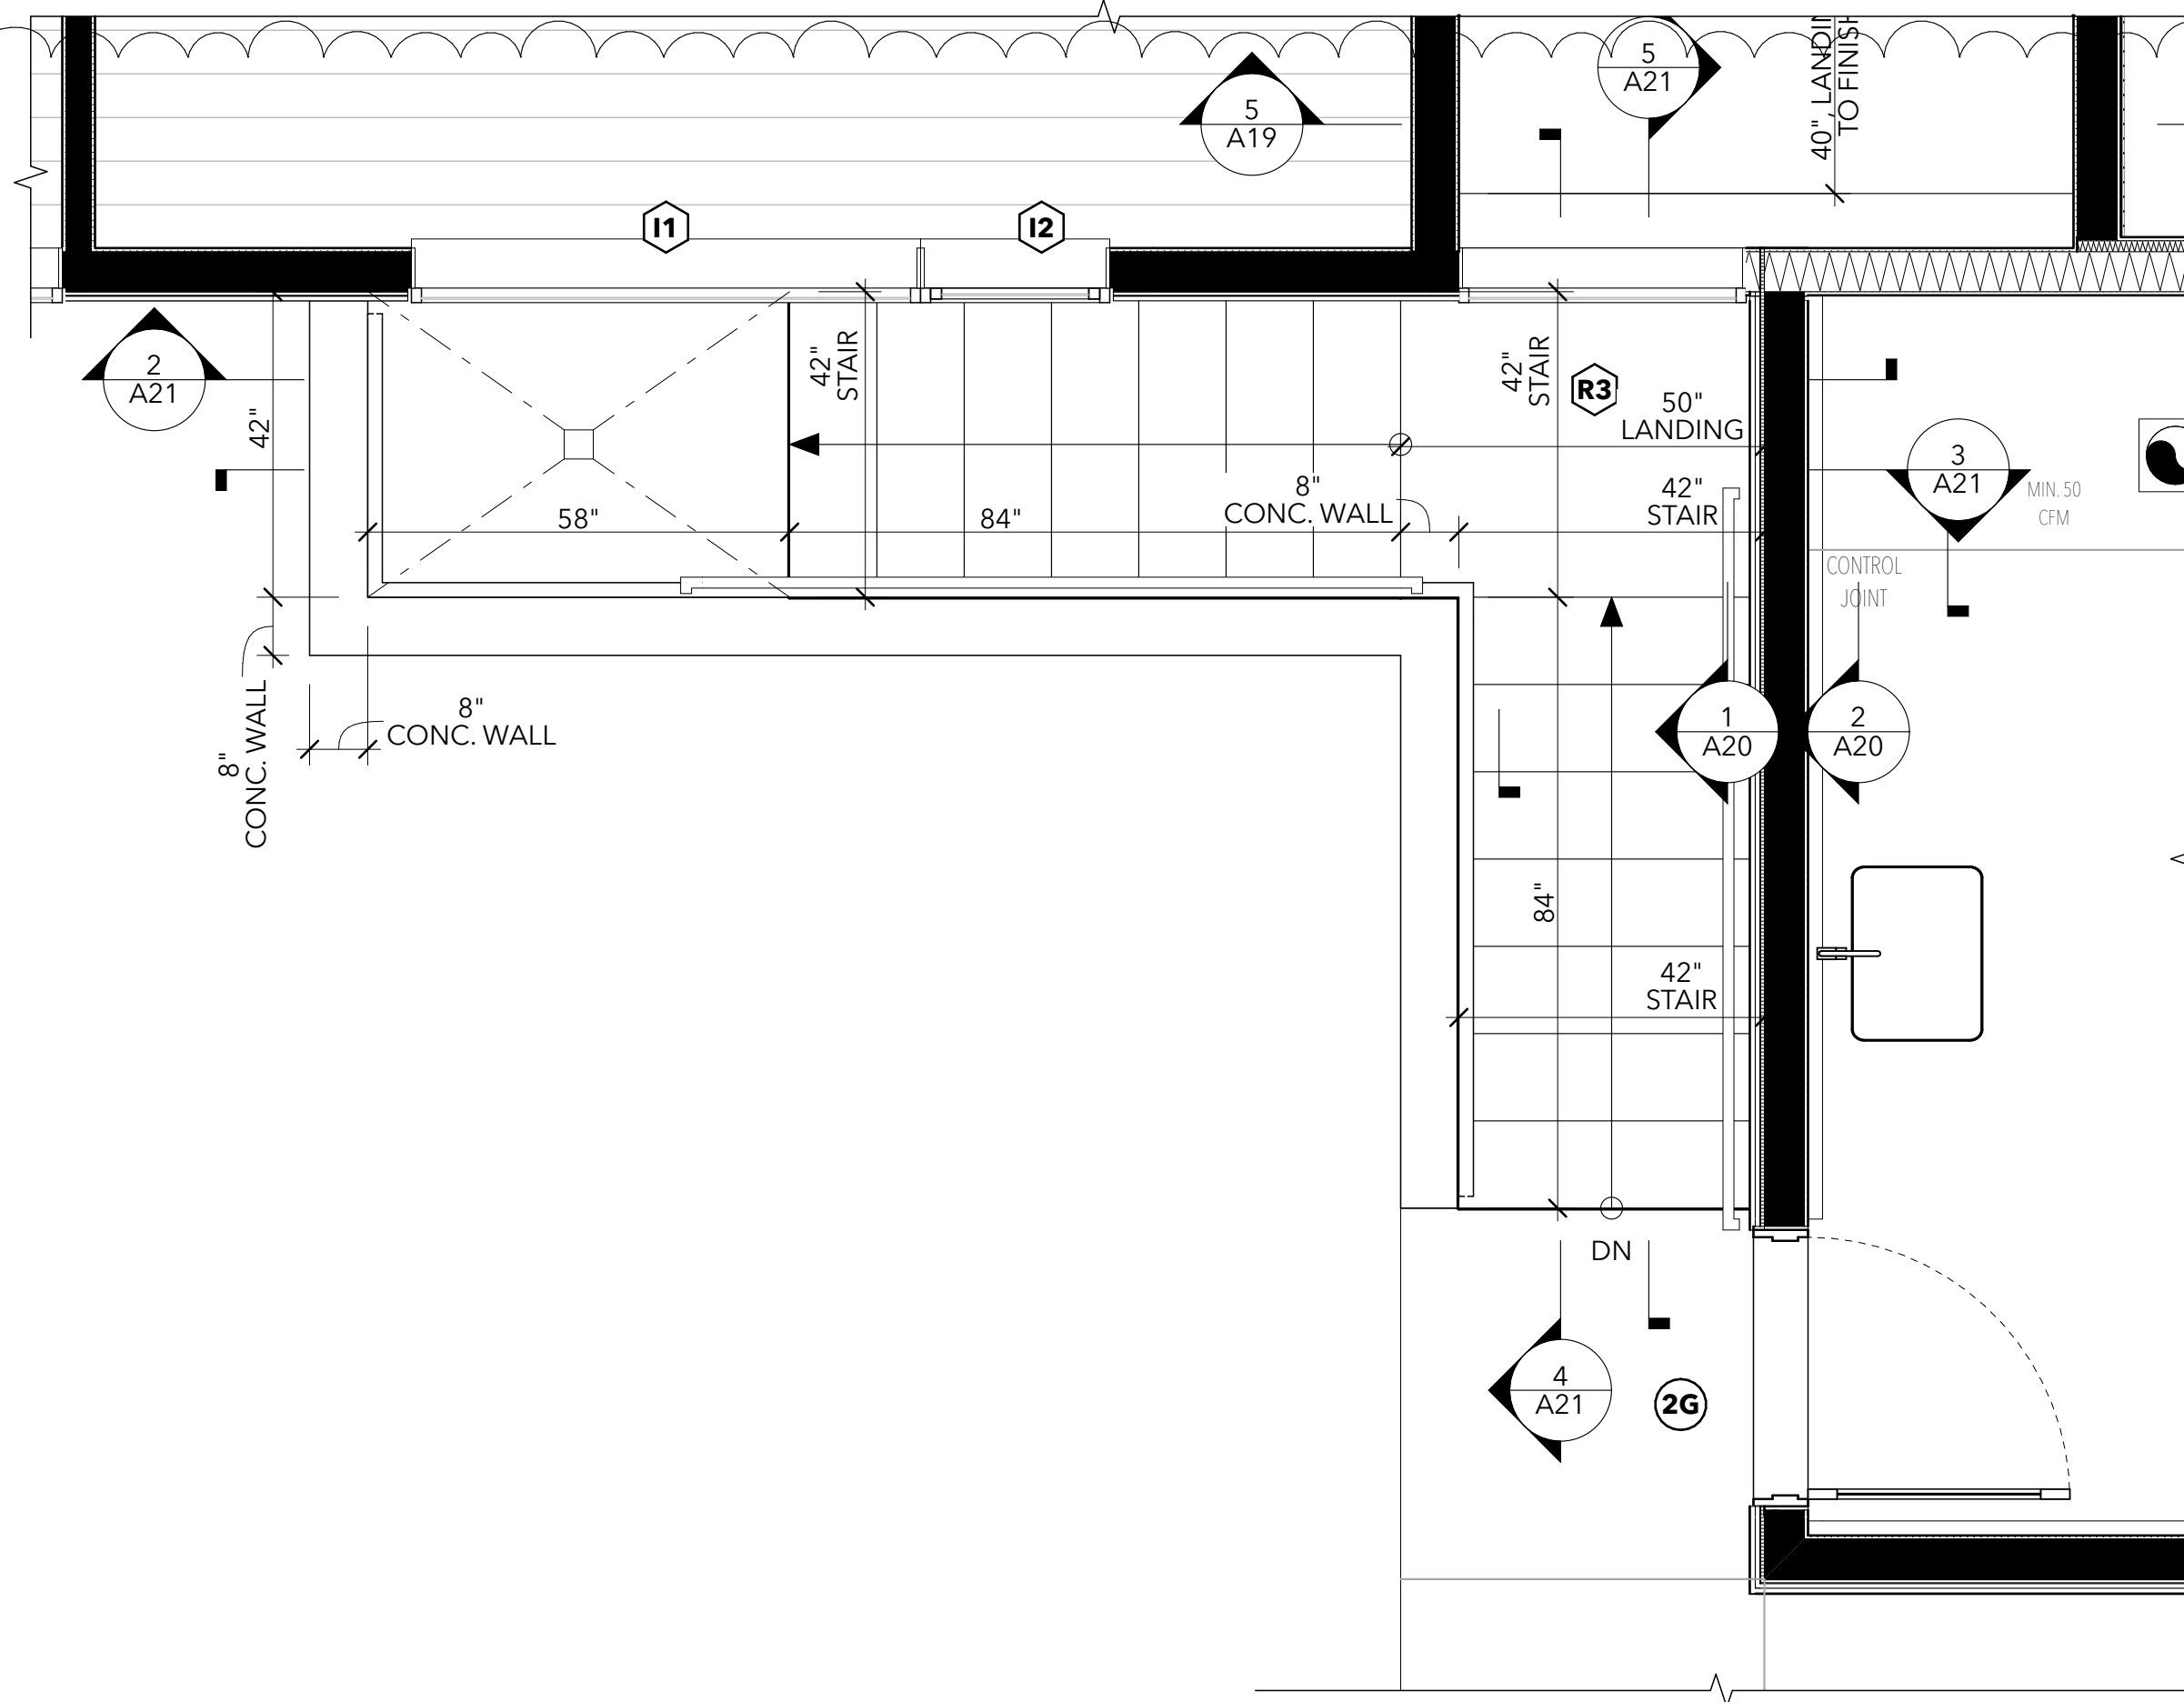 5
A21
40", LANDIN
TO FINISH
5
A19
I1
I2
2
A21
42"
42"
STAIR
42"
STAIR
R3
50"
LANDING
3
A21
MIN. 50
CFM
58"
84"
8"
CONC. WALL
42"
STAIR
CONTROL
JOINT
8"
CONC. WALL
8"
CONC. WALL
1
A20
2
A20
84"
42"
STAIR
DN
4
A21
2G